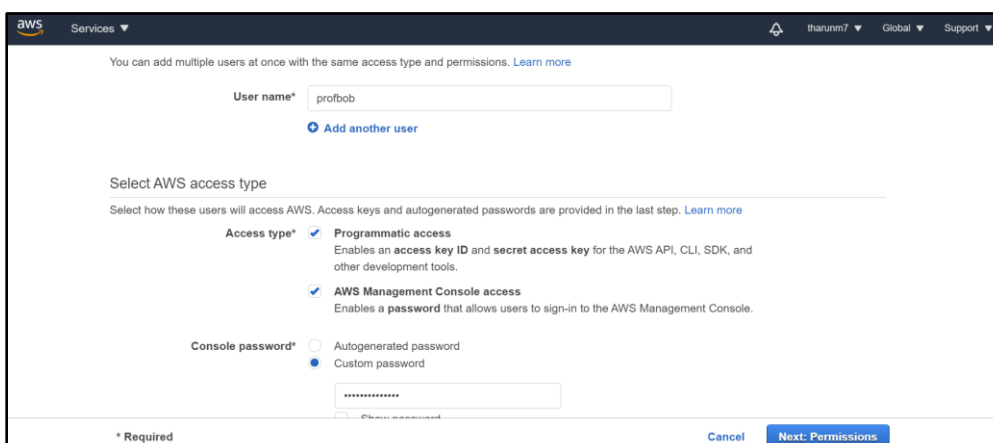 aws Services ▼ tharunm7 ▼ Global ▼ Support ▼
You can add multiple users at once with the same access type and permissions. Learn more
User name* profbob
Add another user
Select AWS access type
Select how these users will access AWS. Access keys and autogenerated passwords are provided in the last step. Learn more
Access type* Programmatic access
Enables an access key ID and secret access key for the AWS API, CLI, SDK, and
other development tools.
AWS Management Console access
Enables a password that allows users to sign-in to the AWS Management Console.
Console password* Autogenerated password
Custom password
••••••••••••••
Show password
* Required Cancel Next: Permissions